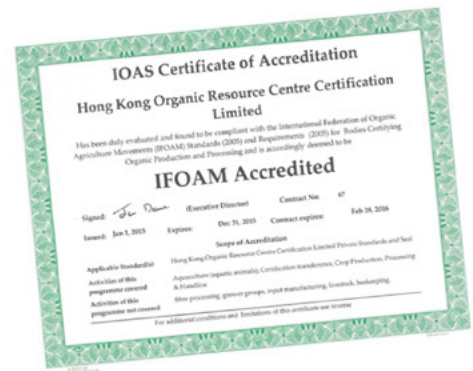 IOAS Certificate of Accreditation
Hong Kong Organic Resource Centre Certification
Limited
Has been duly evaluated and found to be compliant with the International Federation of Organic
Agriculture Movements (IFOAM) Standards (2005) and Requirements (2005) for Bodies Certifying
Organic Production and Processing and is accordingly deemed to be
IFOAM Accredited
Signed: (Executive Director) Contract No: 67
Issued: Jan 1, 2015 Expires: Dec 31, 2015 Contract expires: Feb 28, 2016
Scope of Accreditation
Applicable Standard(s) Hong Kong Organic Resource Centre Certification Limited Private Standards and Seal
Activities of this programme covered Aquaculture (aquatic animals), Certification transference, Crop Production, Processing & Handling
Activities of this programme not covered fibre processing, grower groups, input manufacturing, livestock, beekeeping.
For additional conditions and limitations of this certificate see reverse